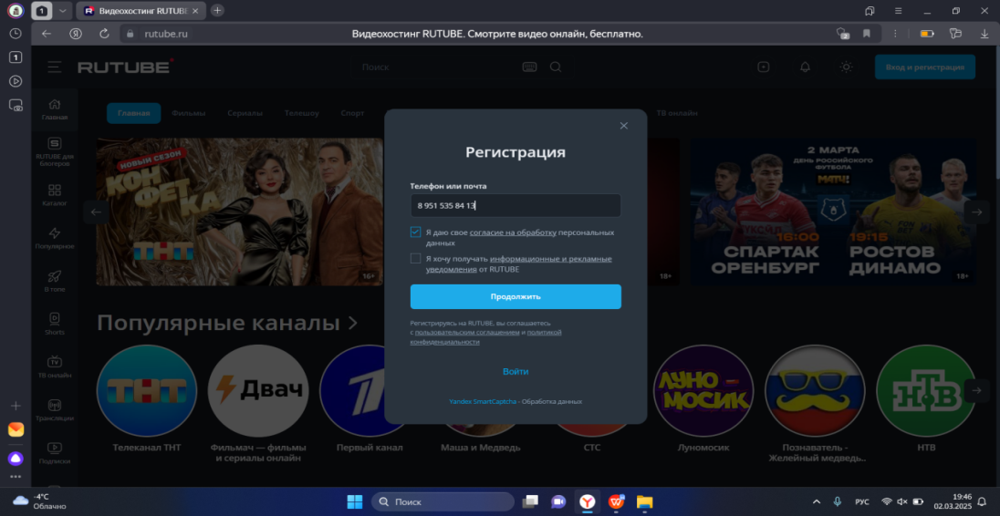 1
Видеохостинг RUTUBE
rutube.ru
Видеохостинг RUTUBE. Смотрите видео онлайн, бесплатно.
2
1
RUTUBE
Поиск
Вход и регистрация
Главная
RUTUBE для
блогеров
Каталог
Популярное
В топе
Shorts
ТВ онлайн
Трансляции
Подписки
Главная
Фильмы
Сериалы
Телешоу
Спорт
ТВ онлайн
НОВЫЙ СЕЗОН
КОН
ФЕТ
КА
ТНТ
16+
18+
2 МАРТА
ДЕНЬ РОССИЙСКОГО
ФУТБОЛА
МАТЧ!
16:00
19:15
СПАРТАК
ОРЕНБУРГ
РОСТОВ
ДИНАМО
18+
Регистрация
Телефон или почта
8 951 535 84 13
Я даю свое согласие на обработку персональных
данных
Я хочу получать информационные и рекламные
уведомления от RUTUBE
Продолжить
Регистрируясь на RUTUBE, вы соглашаетесь
с пользовательским соглашением и политикой
конфиденциальности
Войти
Yandex SmartCaptcha - Обработка данных
Популярные каналы
ТНТ
Двач
ЛУНО
МОСИК
НТВ
Телеканал ТНТ
Фильмач — фильмы
и сериалы онлайн
Первый канал
Маша и Медведь
СТС
Луномосик
Познаватель -
Желейный медведь..
НТВ
-4°C
Облачно
Поиск
РУС
19:46
02.03.2025